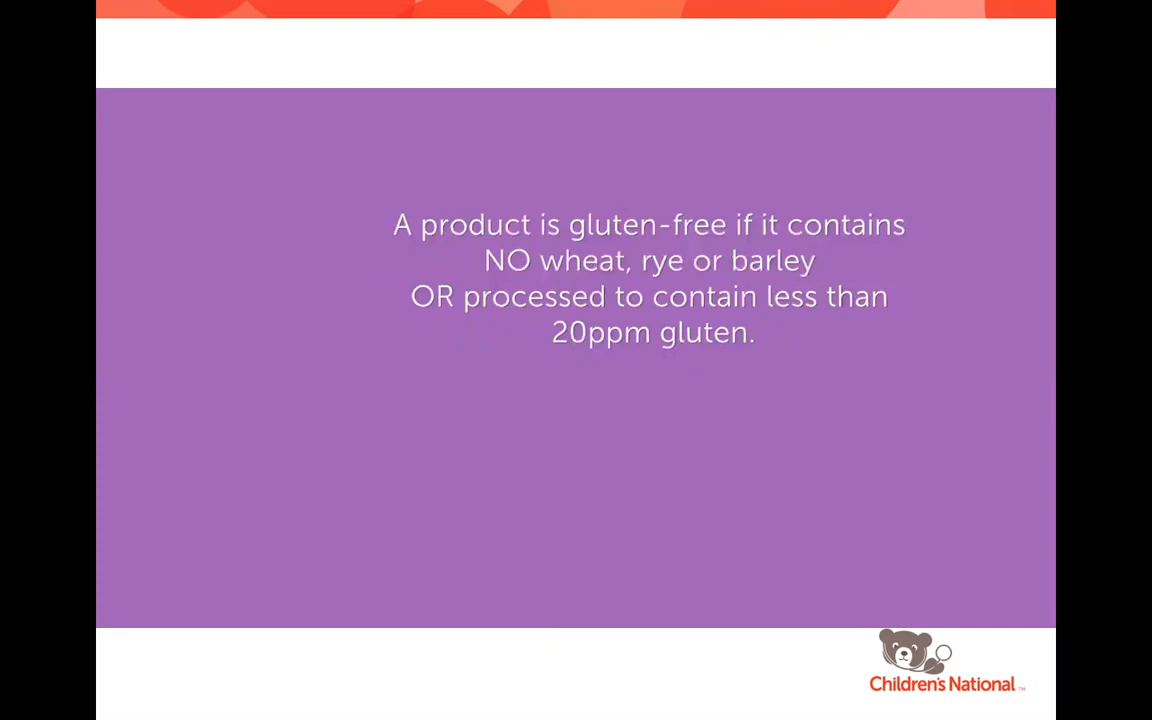 A product is gluten-free if it contains
NO wheat, rye or barley
OR processed to contain less than
20ppm gluten.
Children's National ™